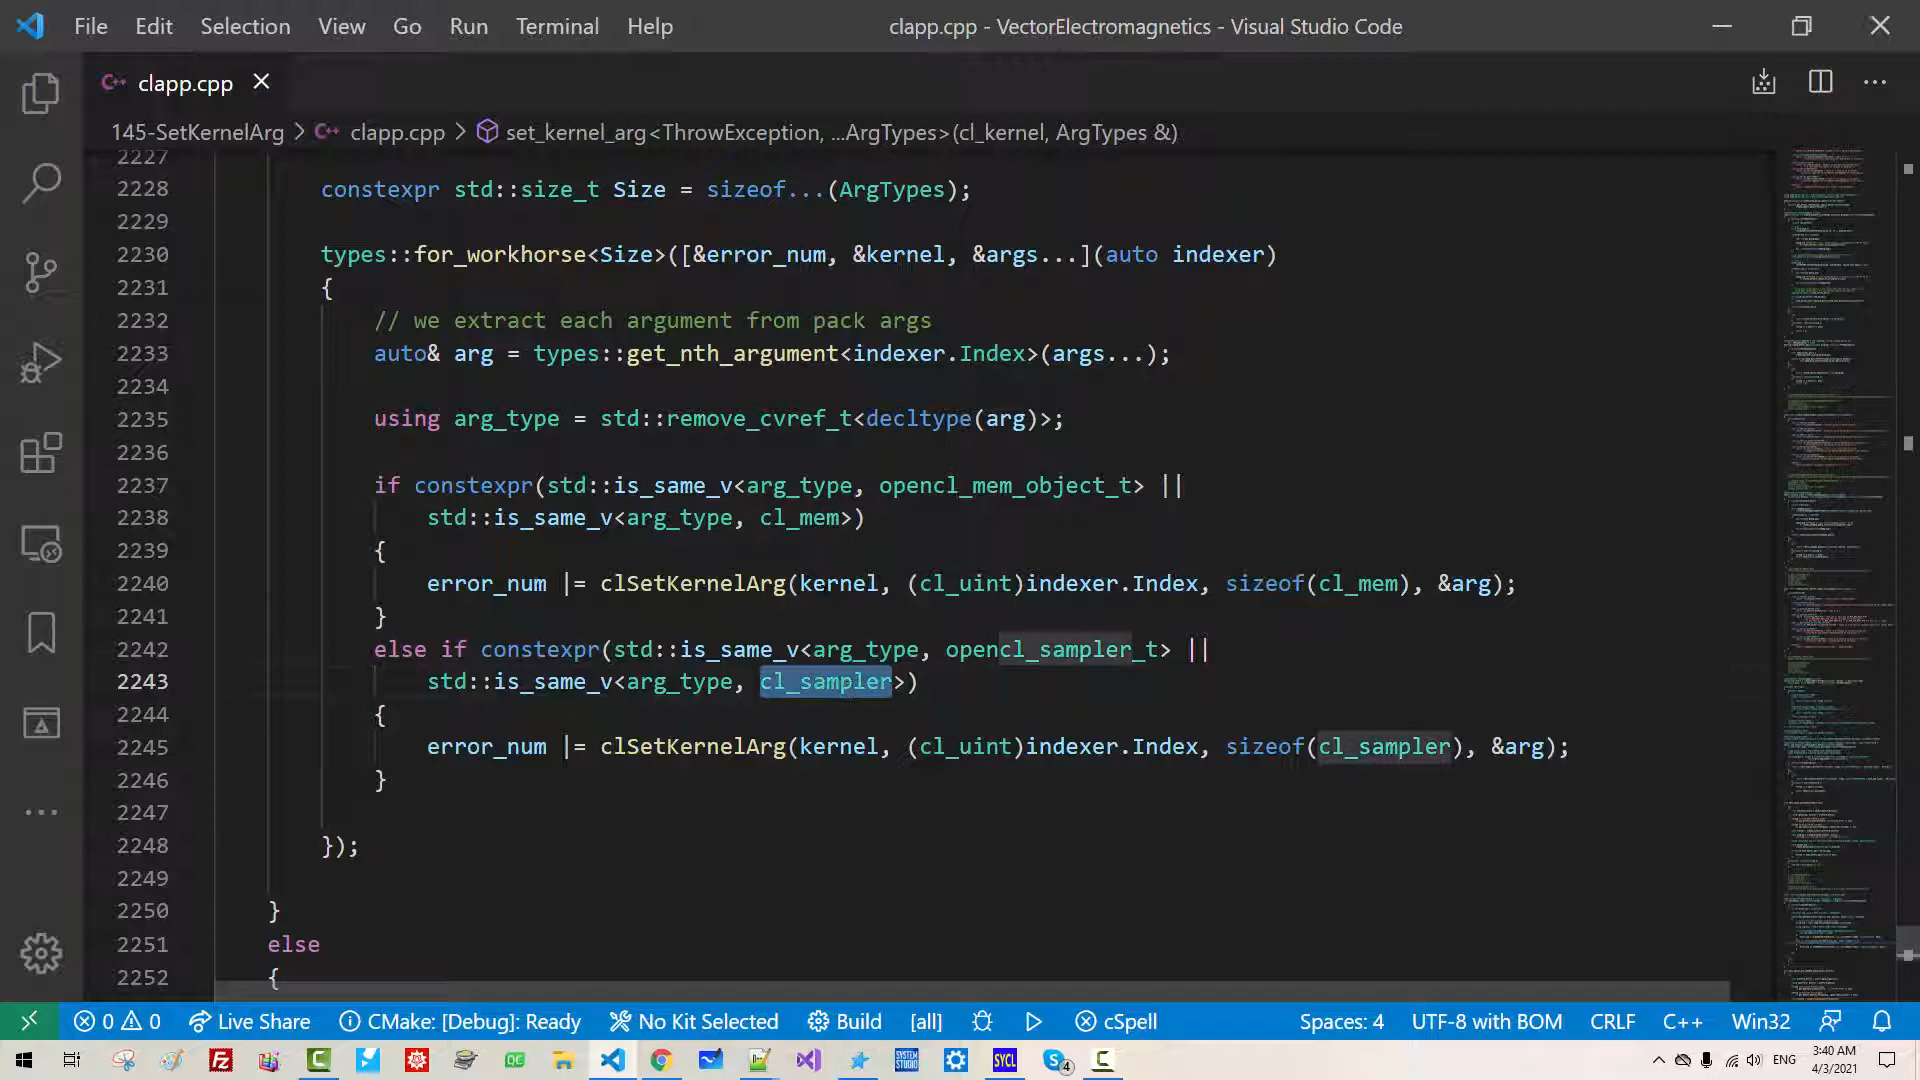 File Edit Selection View Go Run Terminal Help clapp.cpp - VectorElectromagnetics - Visual Studio Code
C++ clapp.cpp
145-SetKernelArg > C++ clapp.cpp > set_kernel_arg<ThrowException, ...ArgTypes>(cl_kernel, ArgTypes &)
2227
2228 constexpr std::size_t Size = sizeof...(ArgTypes);
2229
2230 types::for_workhorse<Size>([&error_num, &kernel, &args...](auto indexer)
2231 {
2232 // we extract each argument from pack args
2233 auto& arg = types::get_nth_argument<indexer.Index>(args...);
2234
2235 using arg_type = std::remove_cvref_t<decltype(arg)>;
2236
2237 if constexpr(std::is_same_v<arg_type, opencl_mem_object_t> ||
2238 std::is_same_v<arg_type, cl_mem>)
2239 {
2240 error_num |= clSetKernelArg(kernel, (cl_uint)indexer.Index, sizeof(cl_mem), &arg);
2241 }
2242 else if constexpr(std::is_same_v<arg_type, opencl_sampler_t> ||
2243 std::is_same_v<arg_type, cl_sampler>)
2244 {
2245 error_num |= clSetKernelArg(kernel, (cl_uint)indexer.Index, sizeof(cl_sampler), &arg);
2246 }
2247
2248 });
2249
2250 }
2251 else
2252 {
0 0 Live Share CMake: [Debug]: Ready No Kit Selected Build [all] cSpell Spaces: 4 UTF-8 with BOM CRLF C++ Win32
QC SYSTEM STUDIO SYCL 4 ENG 3:40 AM
4/3/2021